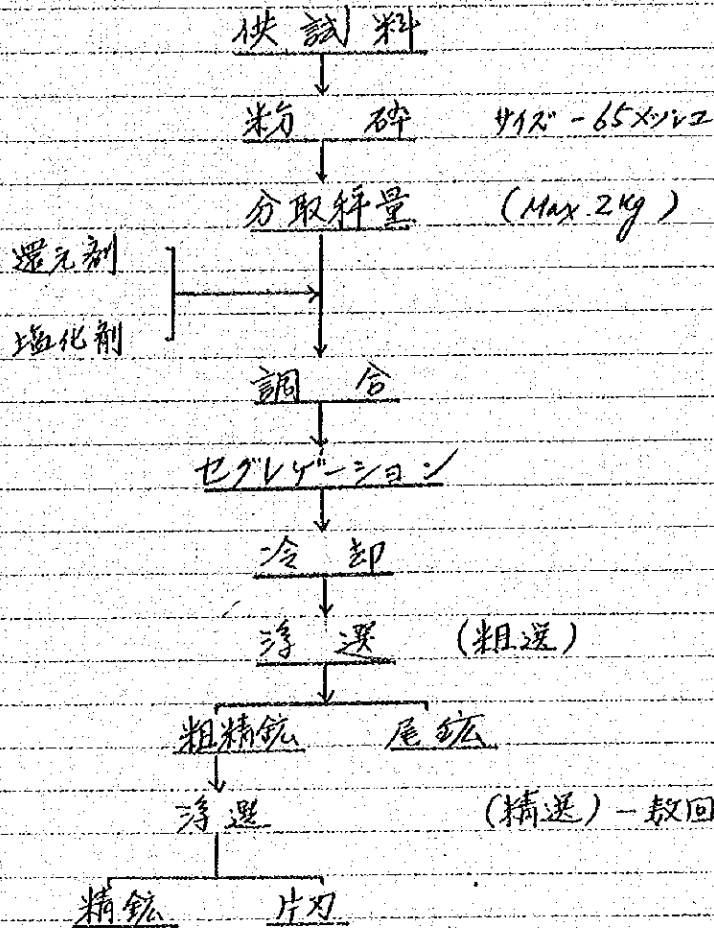 供試料
粉砕 サイズ -65メッシュ
分取秤量 (Max. 2kg)
還元剤
塩化剤
調合
セグレゲーション
冷却
浮選 (粗選)
粗精鉱 尾鉱
浮選 (精選) - 数回
精鉱 片刃